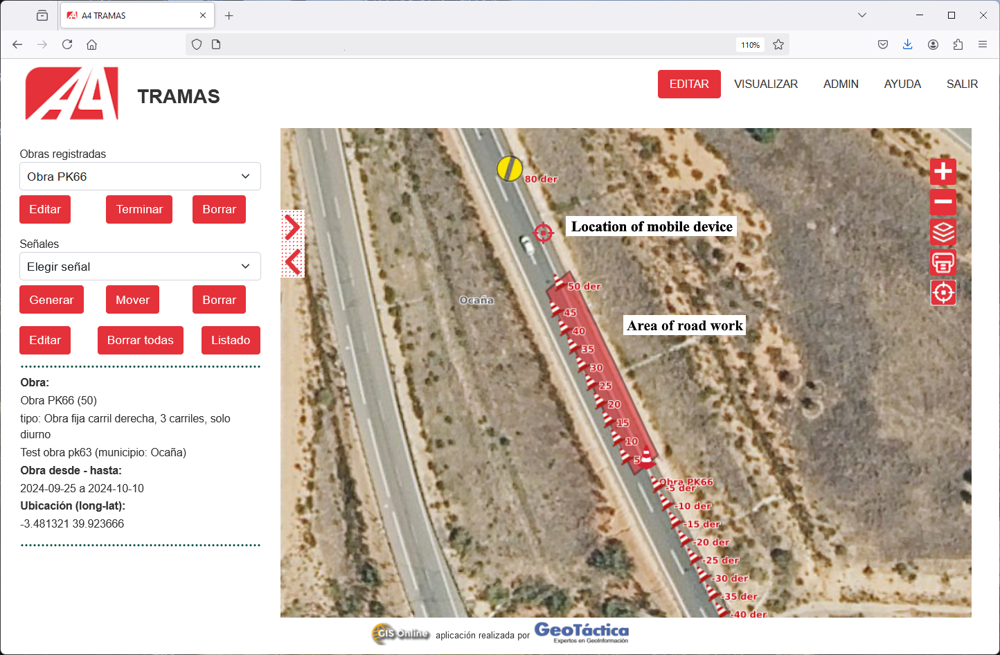 A4 TRAMAS
110%
A4
TRAMAS
EDITAR
VISUALIZAR
ADMIN
AYUDA
SALIR
Obras registradas
Obra PK66
Editar
Terminar
Borrar
Señales
Elegir señal
Generar
Mover
Borrar
Editar
Borrar todas
Listado
Obra:
Obra PK66 (50)
tipo: Obra fija carril derecha, 3 carriles, solo
diurno
Test obra pk63 (municipio: Ocaña)
Obra desde - hasta:
2024-09-25 a 2024-10-10
Ubicación (long-lat):
-3.481321 39.923666
80 der
Location of mobile device
50 der
Ocaña
45
Area of road work
40
35
30
25
20
15
10
5
Obra PK66
-5 der
-10 der
-15 der
-20 der
-25 der
-30 der
-35 der
-40 der
GIS Online
aplicación realizada por
GeoTáctica
Expertos en GeoInformación